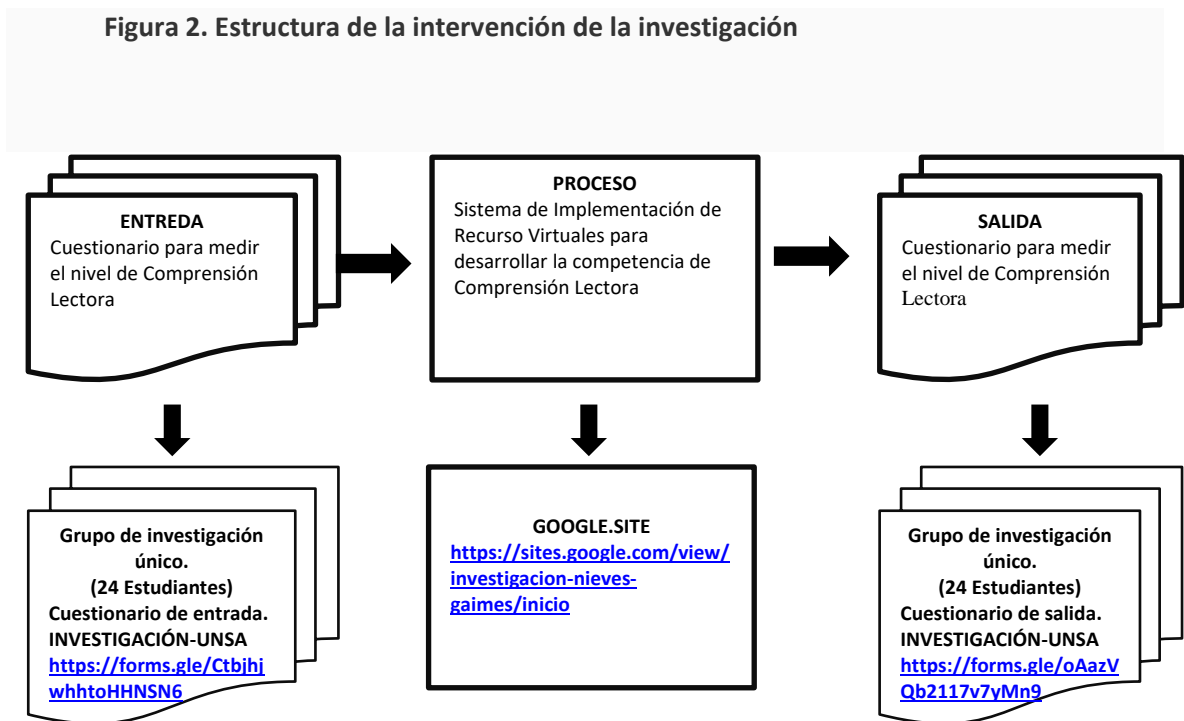 Figura 2. Estructura de la intervención de la investigación
ENTREDA
Cuestionario para medir
el nivel de Comprensión
Lectora
PROCESO
Sistema de Implementación de
Recurso Virtuales para
desarrollar la competencia de
Comprensión Lectora
SALIDA
Cuestionario para medir
el nivel de Comprensión
Lectora
Grupo de investigación
único.
(24 Estudiantes)
Cuestionario de entrada.
INVESTIGACIÓN-UNSA
https://forms.gle/Ctbjhj
whhtoHHNSN6
GOOGLE.SITE
https://sites.google.com/view/
investigacion-nieves-
gaimes/inicio
Grupo de investigación
único.
(24 Estudiantes)
Cuestionario de salida.
INVESTIGACIÓN-UNSA
https://forms.gle/oAazV
Qb2117v7yMn9